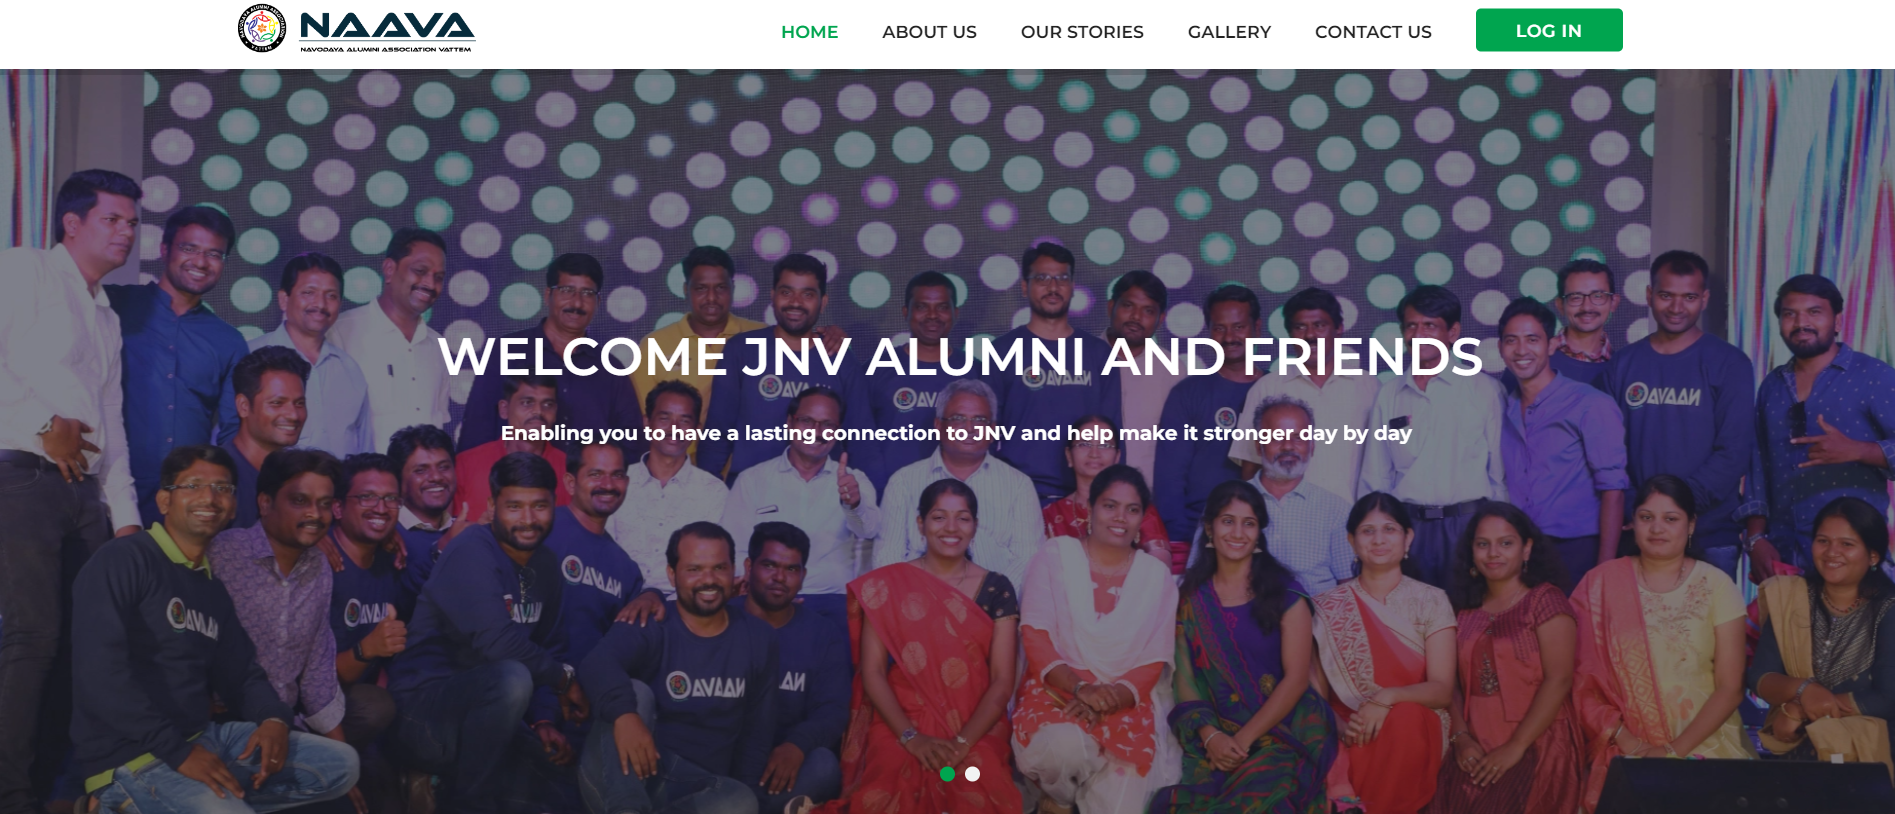 NAAVA
NAVODAYA ALUMNI ASSOCIATION VATTEM
HOME
ABOUT US
OUR STORIES
GALLERY
CONTACT US
LOG IN
WELCOME JNV ALUMNI AND FRIENDS
Enabling you to have a lasting connection to JNV and help make it stronger day by day